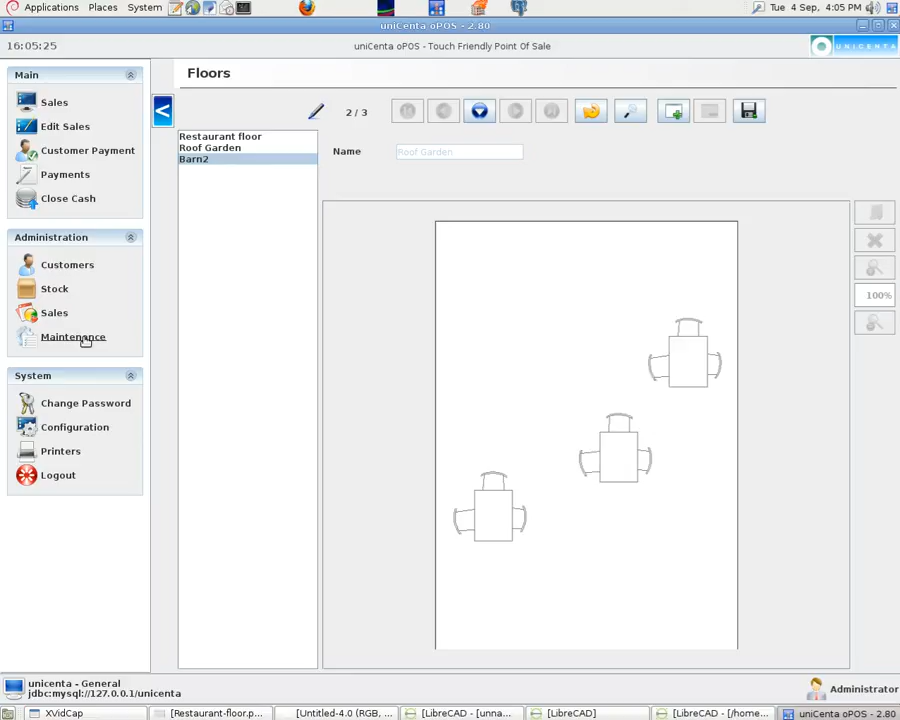 Applications Places System
Tue 4 Sep, 4:05 PM
uniCenta oPOS - 2.80
16:05:25
uniCenta oPOS - Touch Friendly Point Of Sale
UNICENTA
Main
Sales
Edit Sales
Customer Payment
Payments
Close Cash
Administration
Customers
Stock
Sales
Maintenance
System
Change Password
Configuration
Printers
Logout
Floors
<
2 / 3
Restaurant floor
Roof Garden
Barn2
Name
Roof Garden
100%
unicenta - General
jdbc:mysql://127.0.0.1/unicenta
Administrator
XVidCap
[Restaurant-floor.p...
[Untitled-4.0 (RGB, ...
[LibreCAD] - [unna...
[LibreCAD]
[LibreCAD] - [/home...
uniCenta oPOS - 2.80